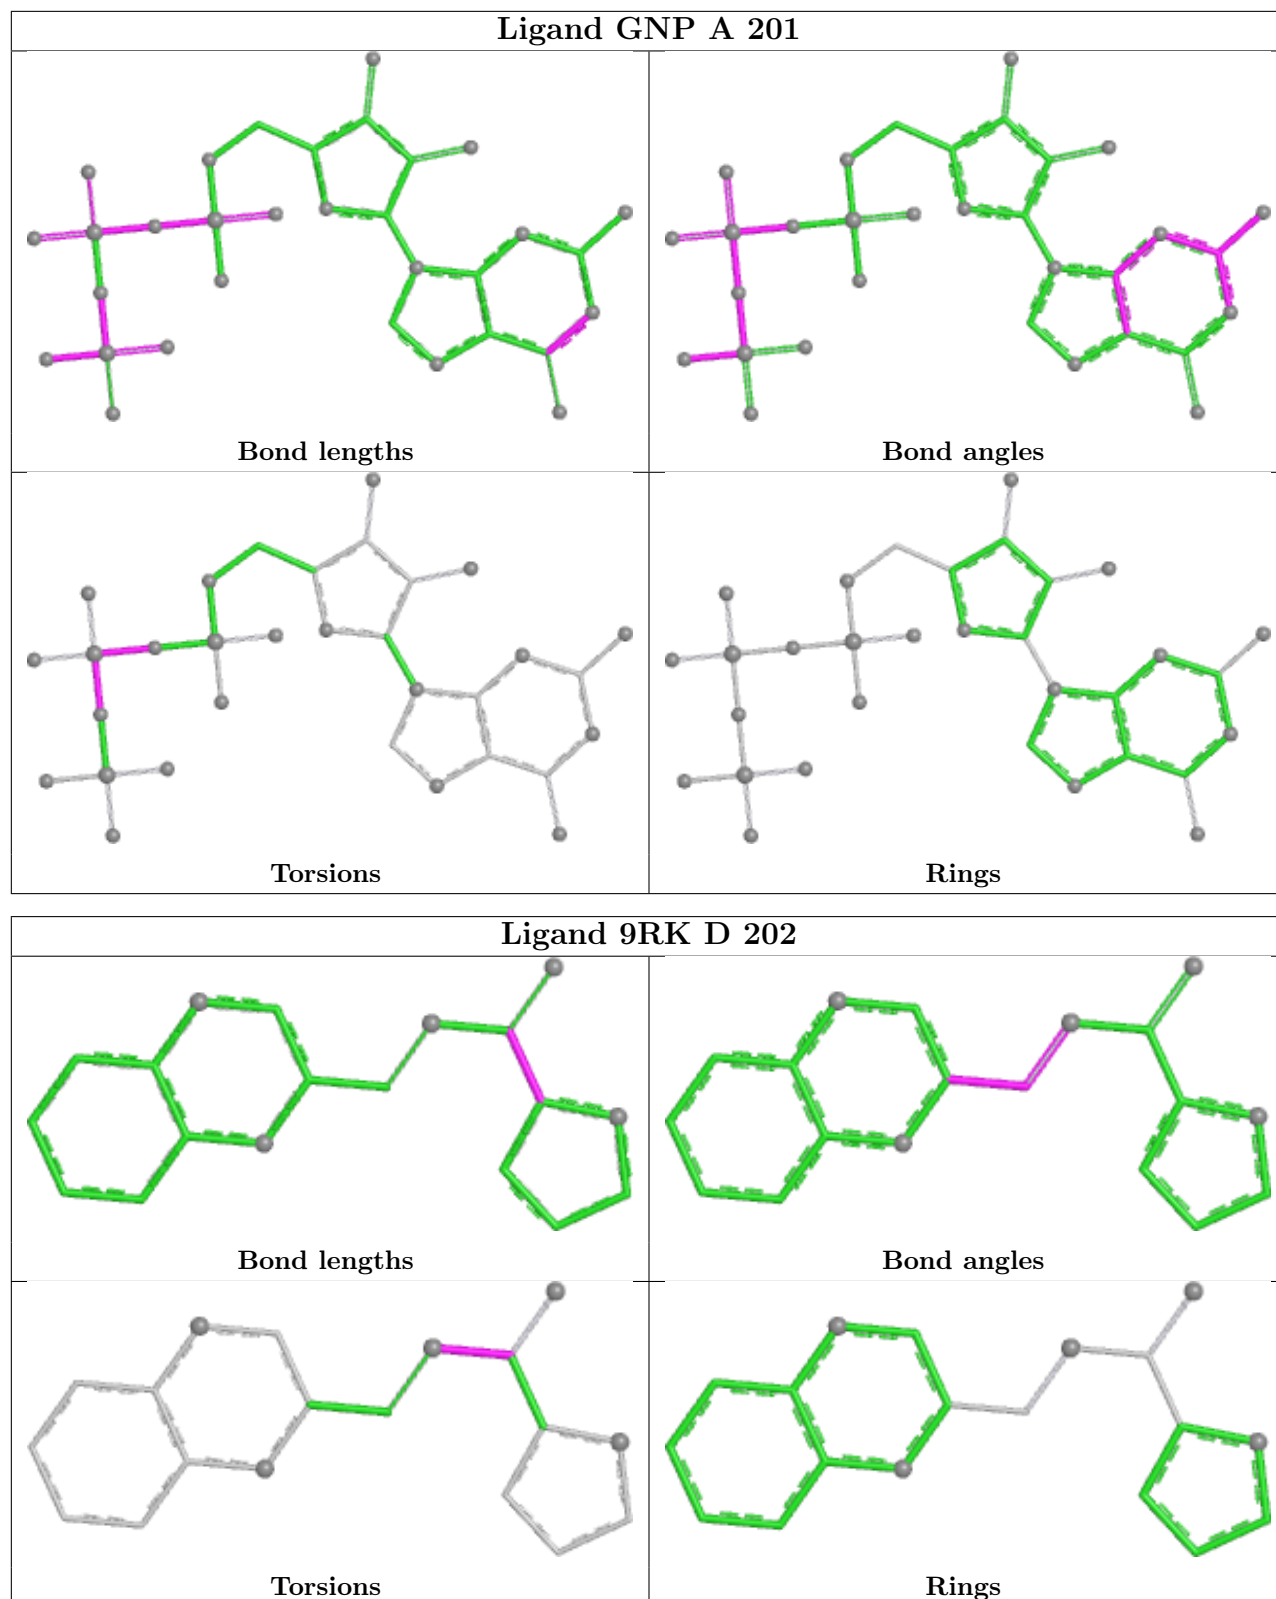 Ligand GNP A 201
Bond lengths
Bond angles
Torsions
Rings
Ligand 9RK D 202
Bond lengths
Bond angles
Torsions
Rings